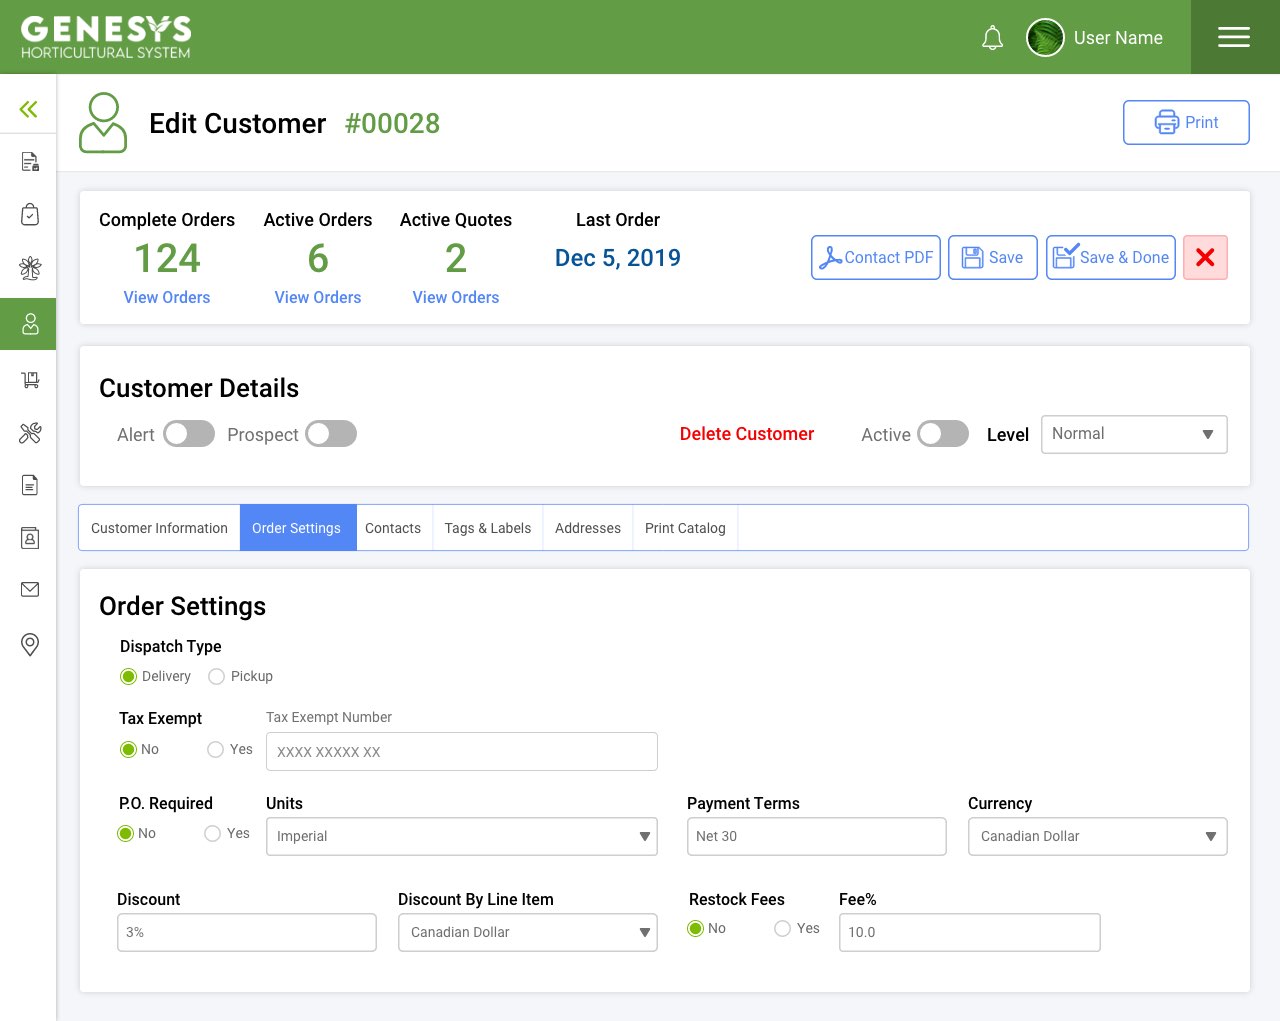 GENESYS
HORTICULTURAL SYSTEM
User Name
Edit Customer #00028
Print
Complete Orders Active Orders Active Quotes Last Order
124 6 2 Dec 5, 2019
View Orders View Orders View Orders
Contact PDF Save Save & Done
Customer Details
Alert Prospect Delete Customer Active Level Normal
Customer Information Order Settings Contacts Tags & Labels Addresses Print Catalog
Order Settings
Dispatch Type
Delivery Pickup
Tax Exempt Tax Exempt Number
No Yes XXXX XXXXX XX
P.O. Required Units Payment Terms Currency
No Yes Imperial Net 30 Canadian Dollar
Discount Discount By Line Item Restock Fees Fee%
3% Canadian Dollar No Yes 10.0